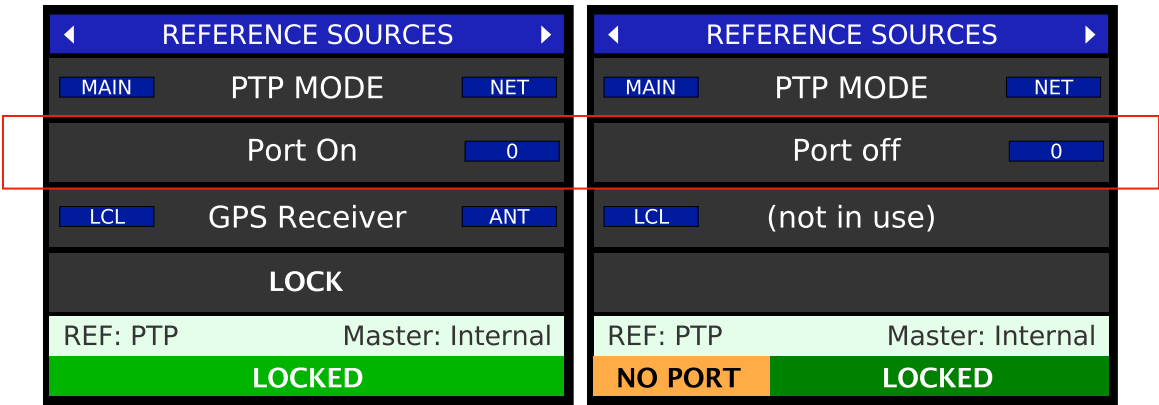 REFERENCE SOURCES
MAIN PTP MODE NET
Port On 0
LCL GPS Receiver ANT
LOCK
REF: PTP Master: Internal
LOCKED
REFERENCE SOURCES
MAIN PTP MODE NET
Port off 0
LCL (not in use)
REF: PTP Master: Internal
NO PORT LOCKED